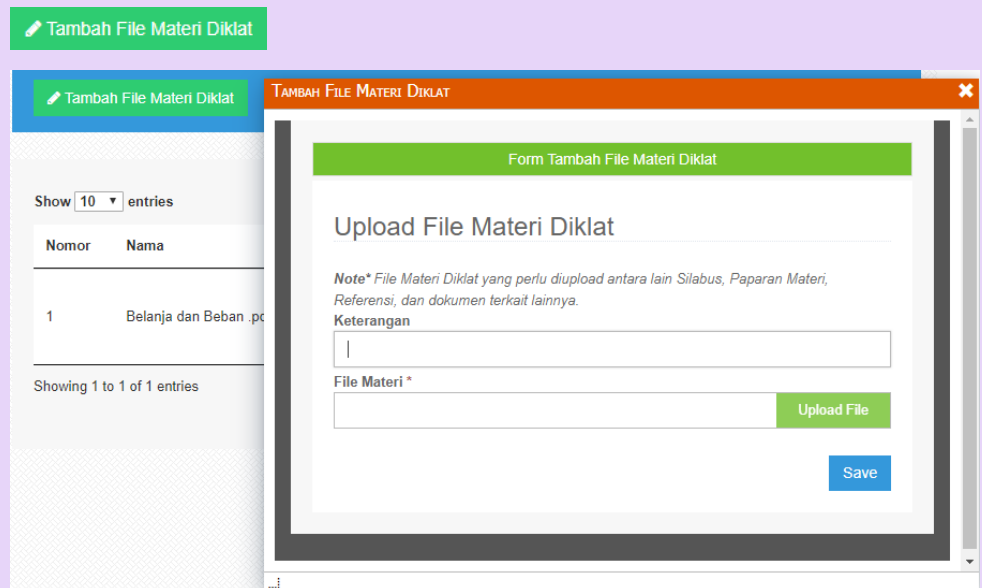 Tambah File Materi Diklat
Tambah File Materi Diklat
TAMBAH FILE MATERI DIKLAT
Form Tambah File Materi Diklat
Show 10 entries
Upload File Materi Diklat
Nomor Nama
Note* File Materi Diklat yang perlu diupload antara lain Silabus, Paparan Materi,
Referensi, dan dokumen terkait lainnya.
Keterangan
1 Belanja dan Beban .pd
File Materi *
Showing 1 to 1 of 1 entries
Upload File
Save